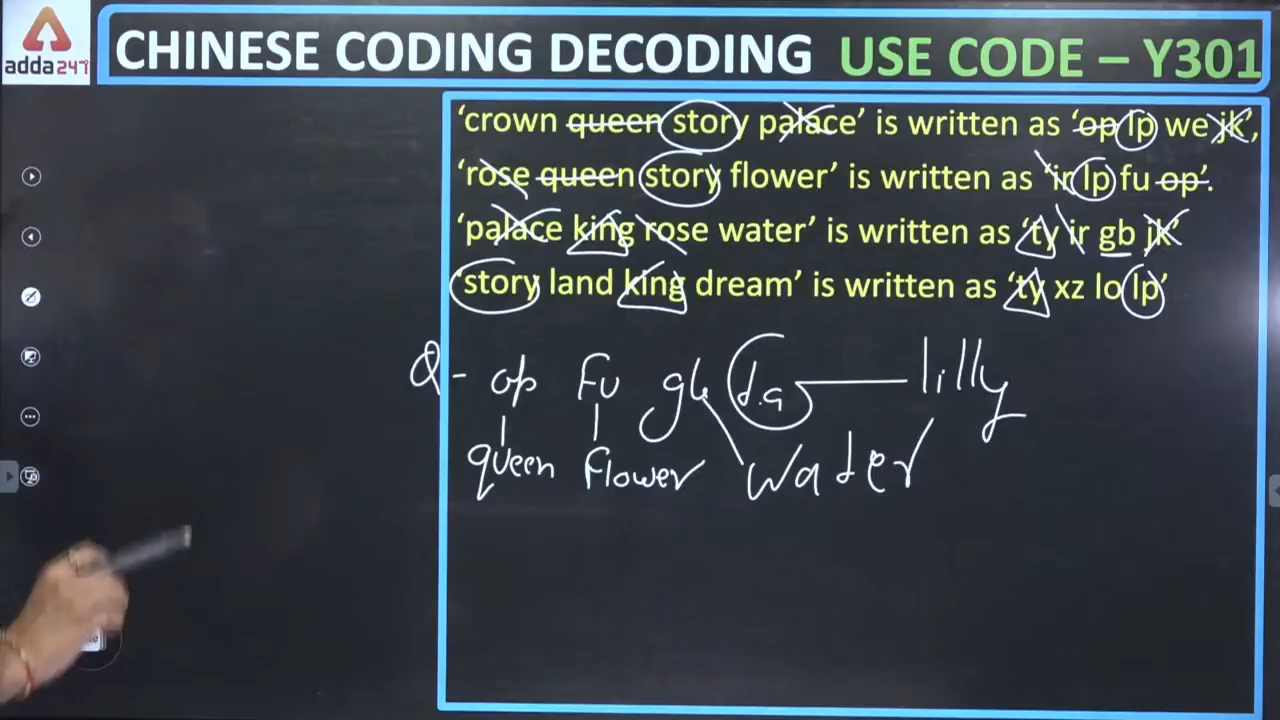 adda247
CHINESE CODING DECODING USE CODE – Y301
‘crown queen story palace’ is written as ‘op lp we jk’,
‘rose queen story flower’ is written as ‘ir lp fu op’.
‘palace king rose water’ is written as ‘ty ir gb jk’
‘story land king dream’ is written as ‘ty xz lo lp’
Q- op Fu gb da lilly
queen flower water